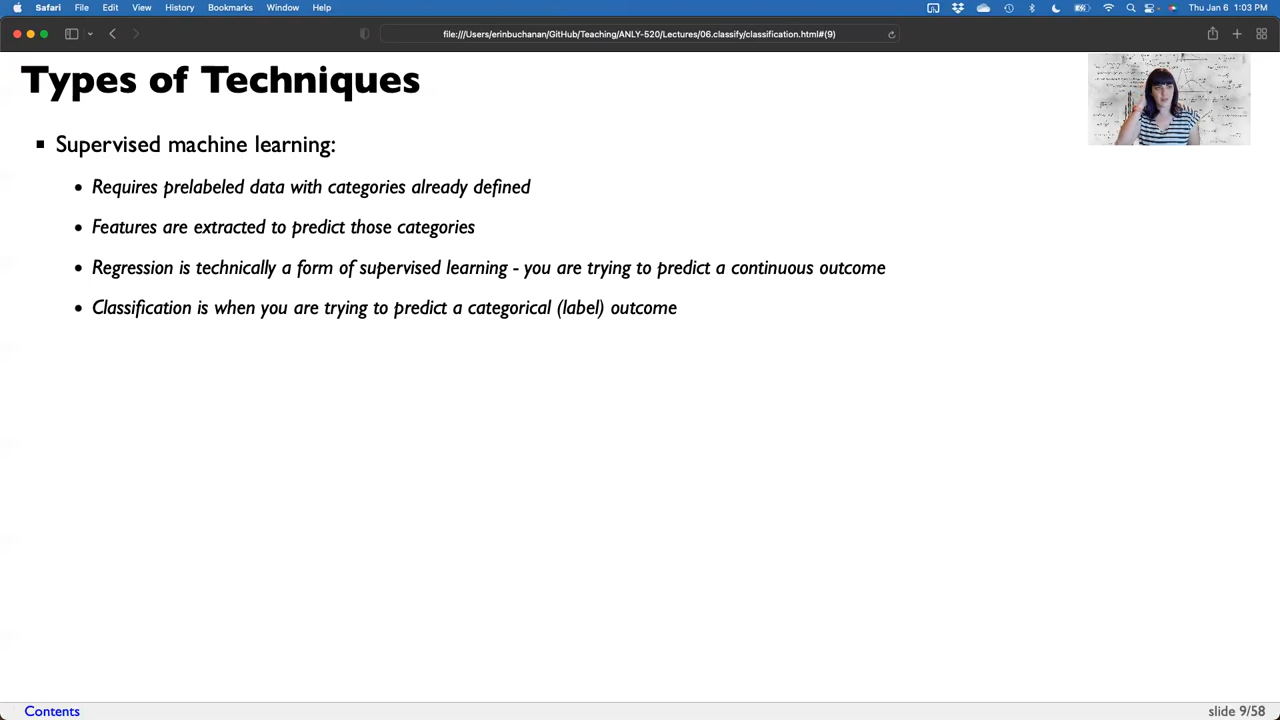 Safari File Edit View History Bookmarks Window Help Thu Jan 6 1:03 PM
file:///Users/erinbuchanan/GitHub/Teaching/ANLY-520/Lectures/06.classify/classification.html#(9)
Types of Techniques
Supervised machine learning:
Requires prelabeled data with categories already defined
Features are extracted to predict those categories
Regression is technically a form of supervised learning - you are trying to predict a continuous outcome
Classification is when you are trying to predict a categorical (label) outcome
Contents slide 9/58